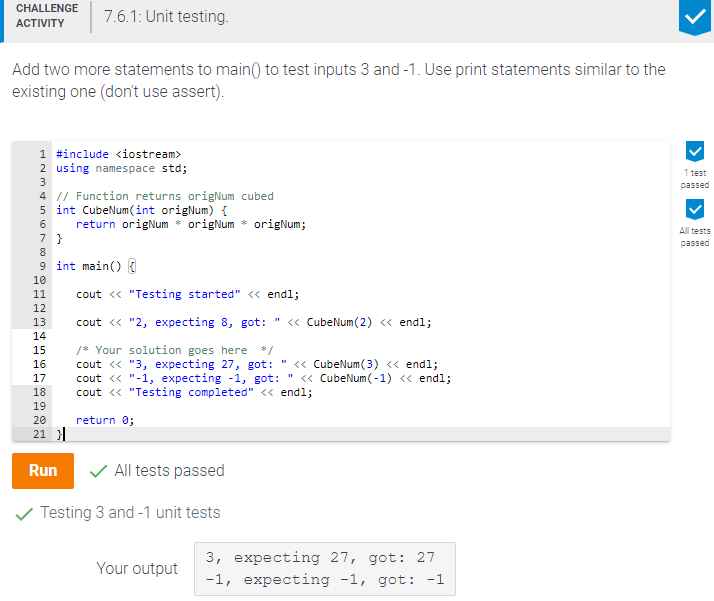 CHALLENGE
ACTIVITY
7.6.1: Unit testing.
Add two more statements to main() to test inputs 3 and -1. Use print statements similar to the
existing one (don't use assert).
1 #include <iostream>
2 using namespace std;
3
4 // Function returns origNum cubed
5 int CubeNum(int origNum) {
6    return origNum * origNum * origNum;
7 }
8
9 int main() {
10
11    cout << "Testing started" << endl;
12
13    cout << "2, expecting 8, got: " << CubeNum(2) << endl;
14
15    /* Your solution goes here  */
16    cout << "3, expecting 27, got: " << CubeNum(3) << endl;
17    cout << "-1, expecting -1, got: " << CubeNum(-1) << endl;
18    cout << "Testing completed" << endl;
19
20    return 0;
21 }
1 test
passed
All tests
passed
Run
All tests passed
Testing 3 and -1 unit tests
Your output
3, expecting 27, got: 27
-1, expecting -1, got: -1